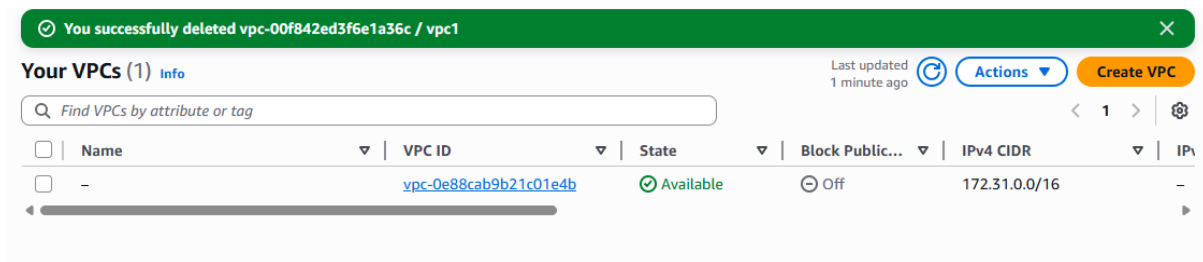 You successfully deleted vpc-00f842ed3f6e1a36c / vpc1
Your VPCs (1) Info
Last updated
1 minute ago
Actions
Create VPC
Find VPCs by attribute or tag
1
Name VPC ID State Block Public... IPv4 CIDR IPv
– vpc-0e88cab9b21c01e4b Available Off 172.31.0.0/16 –